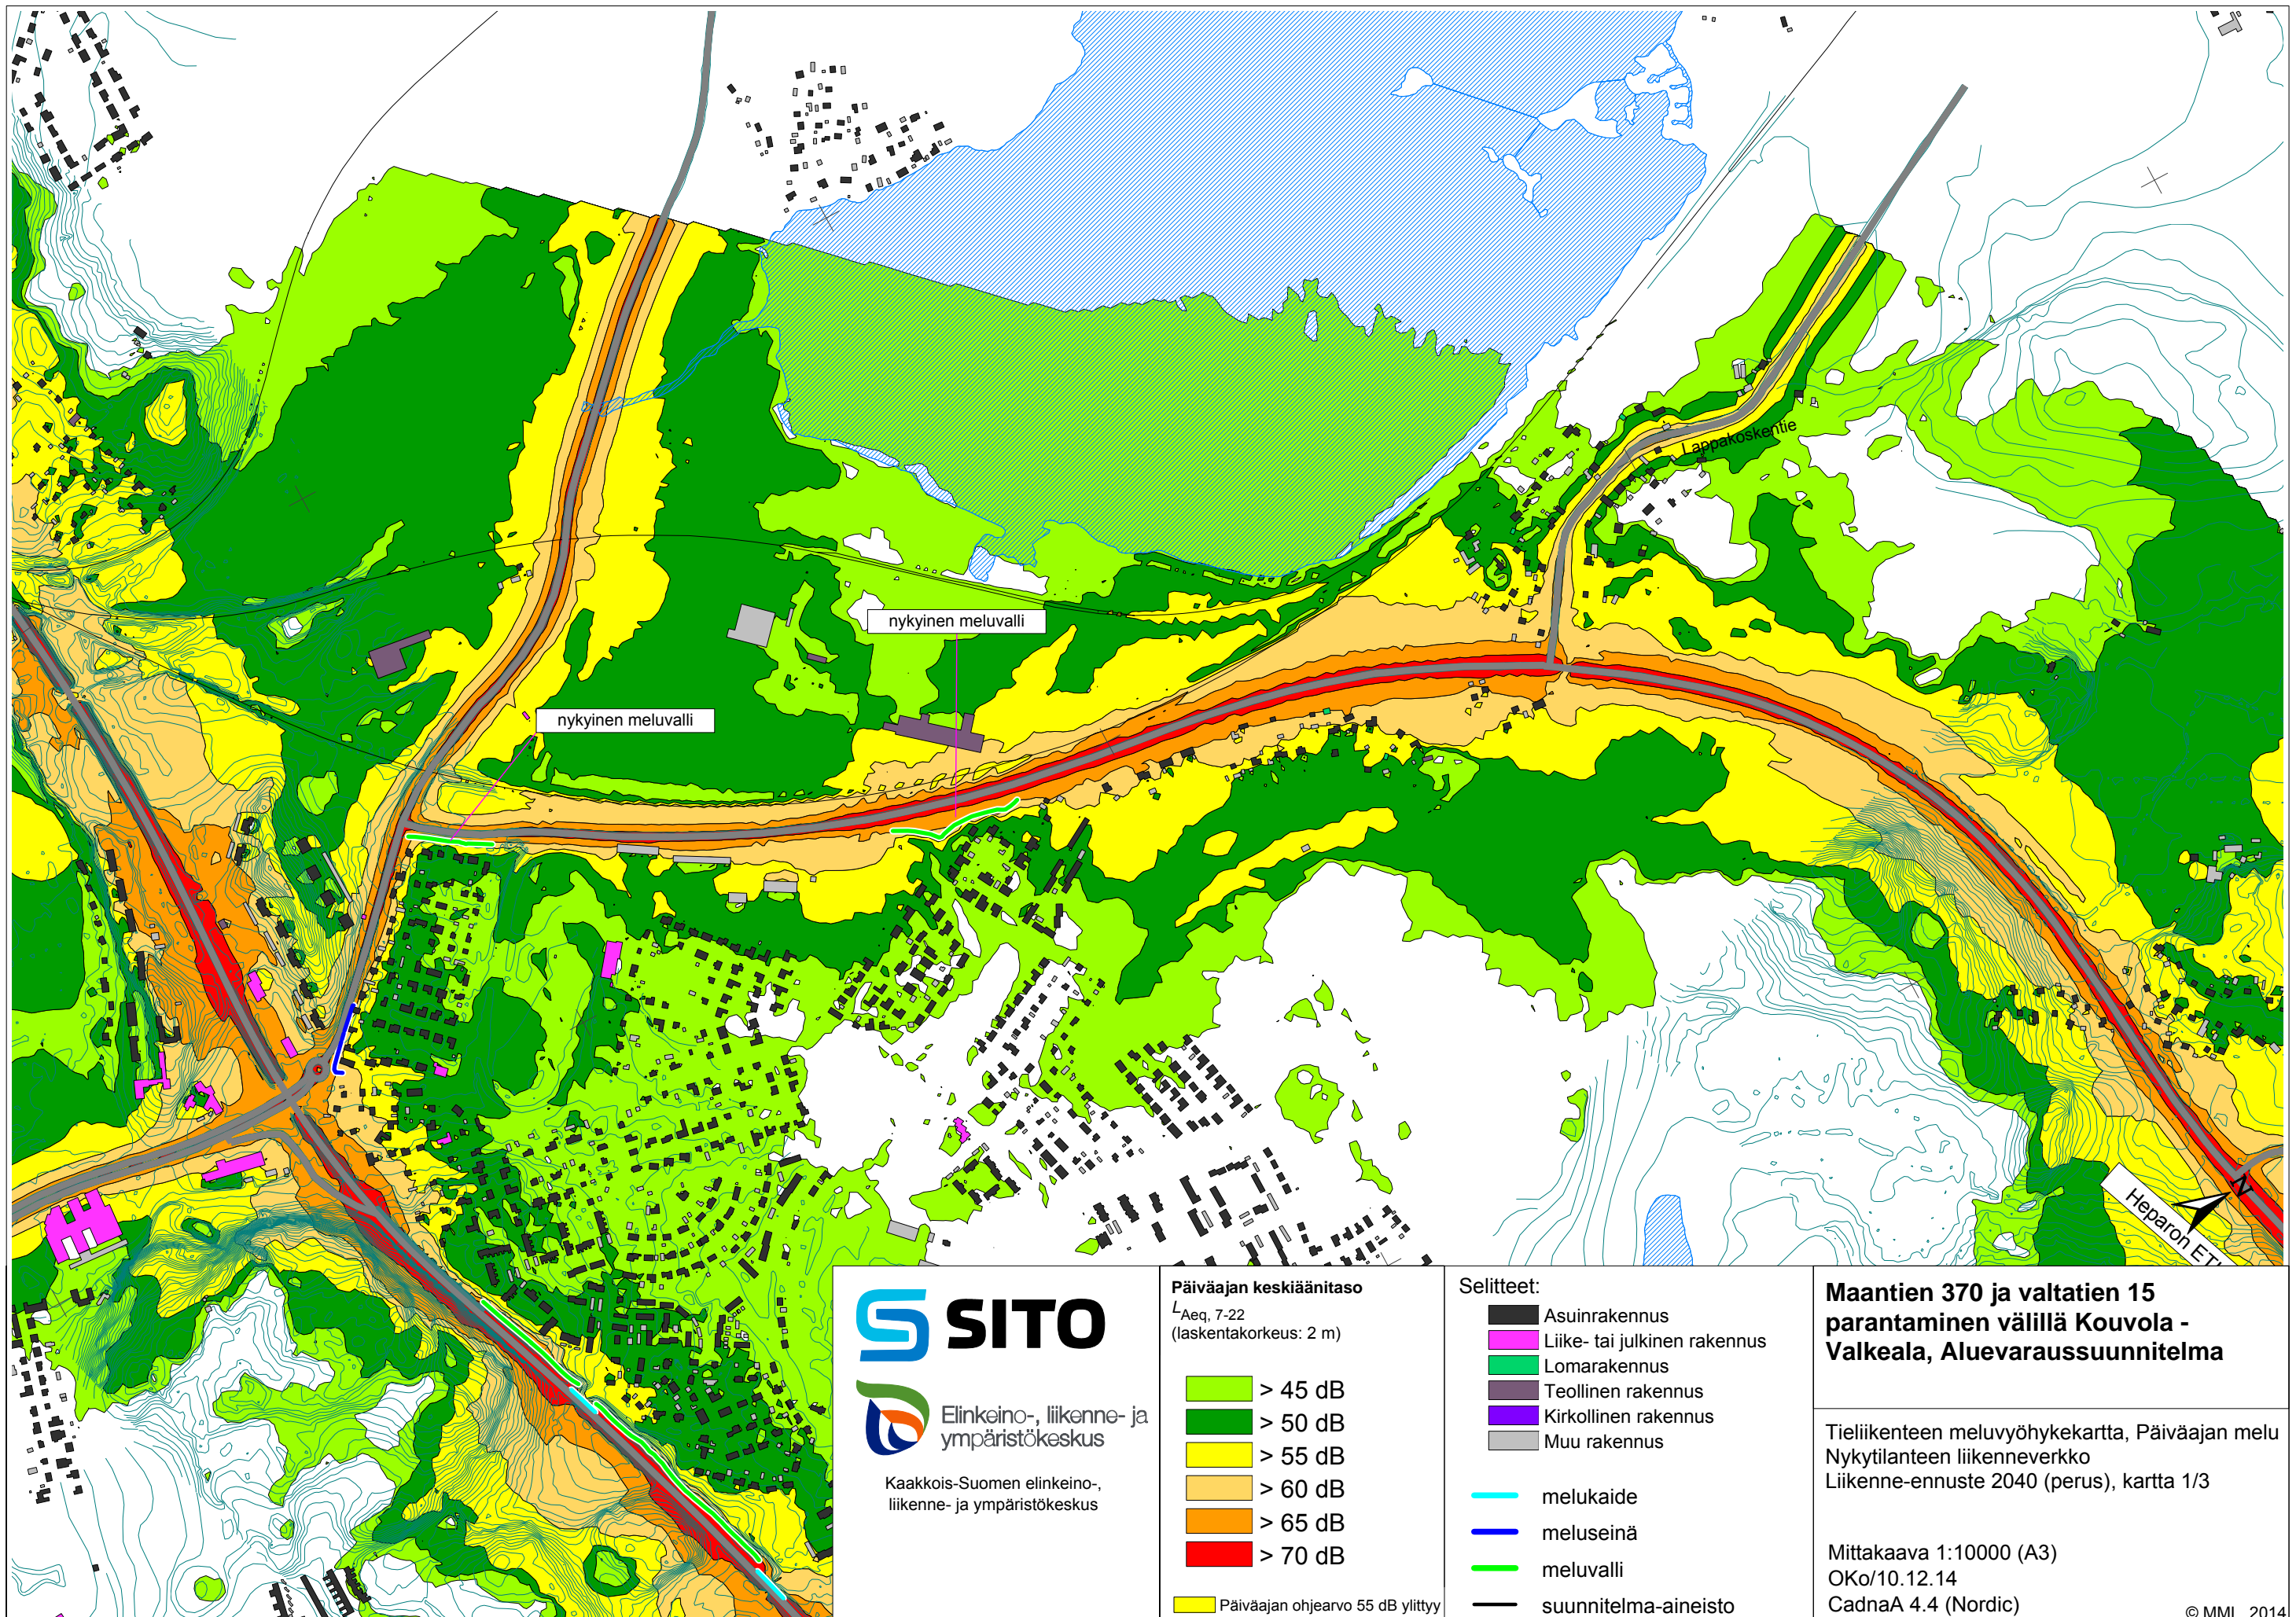 Lappakoskentie
nykyinen meluvalli
nykyinen meluvalli
N
Heparon
SITO
Elinkeino-, liikenne- ja
ympäristökeskus
Kaakkois-Suomen elinkeino-,
liikenne- ja ympäristökeskus
Päiväajan keskiäänitaso
LAeq, 7-22
(laskentakorkeus: 2 m)
> 45 dB
> 50 dB
> 55 dB
> 60 dB
> 65 dB
> 70 dB
Päiväajan ohjearvo 55 dB ylittyy
Selitteet:
Asuinrakennus
Liike- tai julkinen rakennus
Lomarakennus
Teollinen rakennus
Kirkollinen rakennus
Muu rakennus
melukaide
meluseinä
meluvalli
suunnitelma-aineisto
Maantien 370 ja valtatien 15
parantaminen välillä Kouvola -
Valkeala, Aluevaraussuunnitelma
Tieliikenteen meluvyöhykekartta, Päiväajan melu
Nykytilanteen liikenneverkko
Liikenne-ennuste 2040 (perus), kartta 1/3
Mittakaava 1:10000 (A3)
OKo/10.12.14
CadnaA 4.4 (Nordic)
© MML, 2014